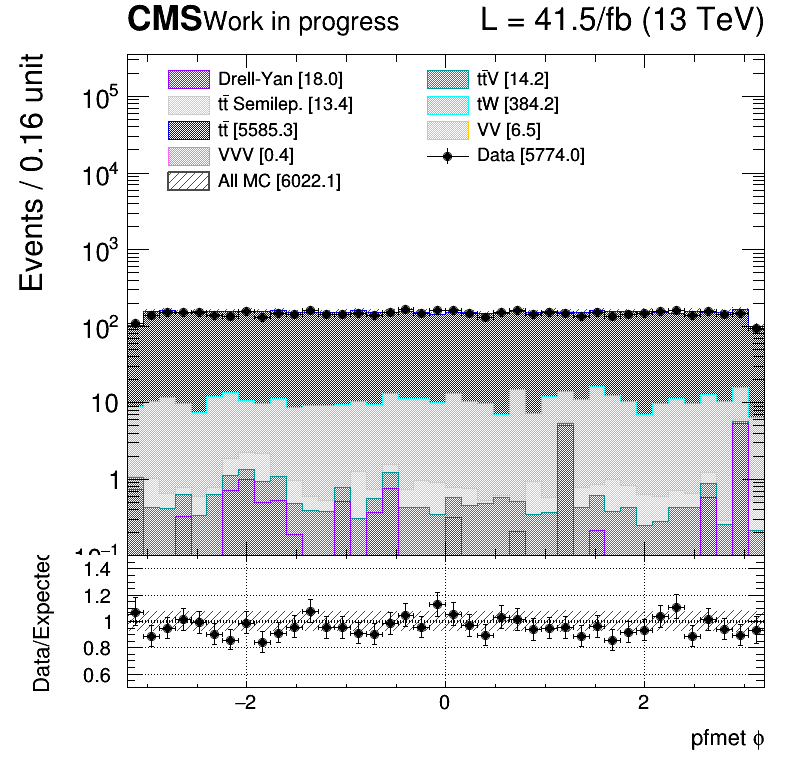 CMS Work in progress L = 41.5/fb (13 TeV)
Events / 0.16 unit
Drell-Yan [18.0]
tt̄ Semilep. [13.4]
tt̄ [5585.3]
VVV [0.4]
All MC [6022.1]
tt̄V [14.2]
tW [384.2]
VV [6.5]
Data [5774.0]
10⁵
10⁴
10³
10²
10
1
10⁻¹
Data/Expected
1.4
1.2
1
0.8
0.6
−2 0 2
pfmet ϕ